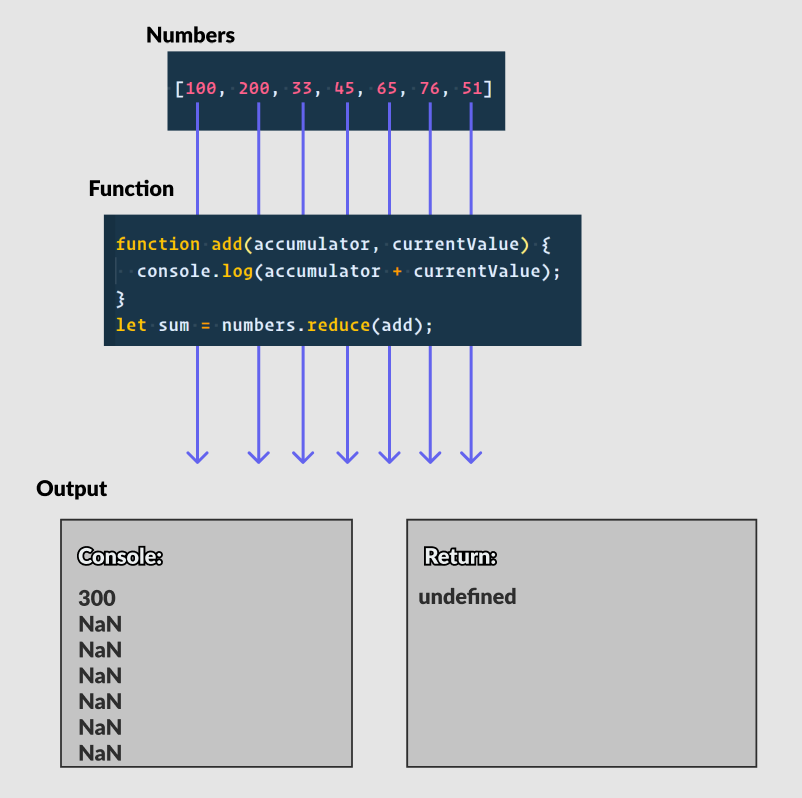 Numbers
[100, 200, 33, 45, 65, 76, 51]
Function
function add(accumulator, currentValue) {
console.log(accumulator + currentValue);
}
let sum = numbers.reduce(add);
Output
Console:
300
NaN
NaN
NaN
NaN
NaN
NaN
Return:
undefined